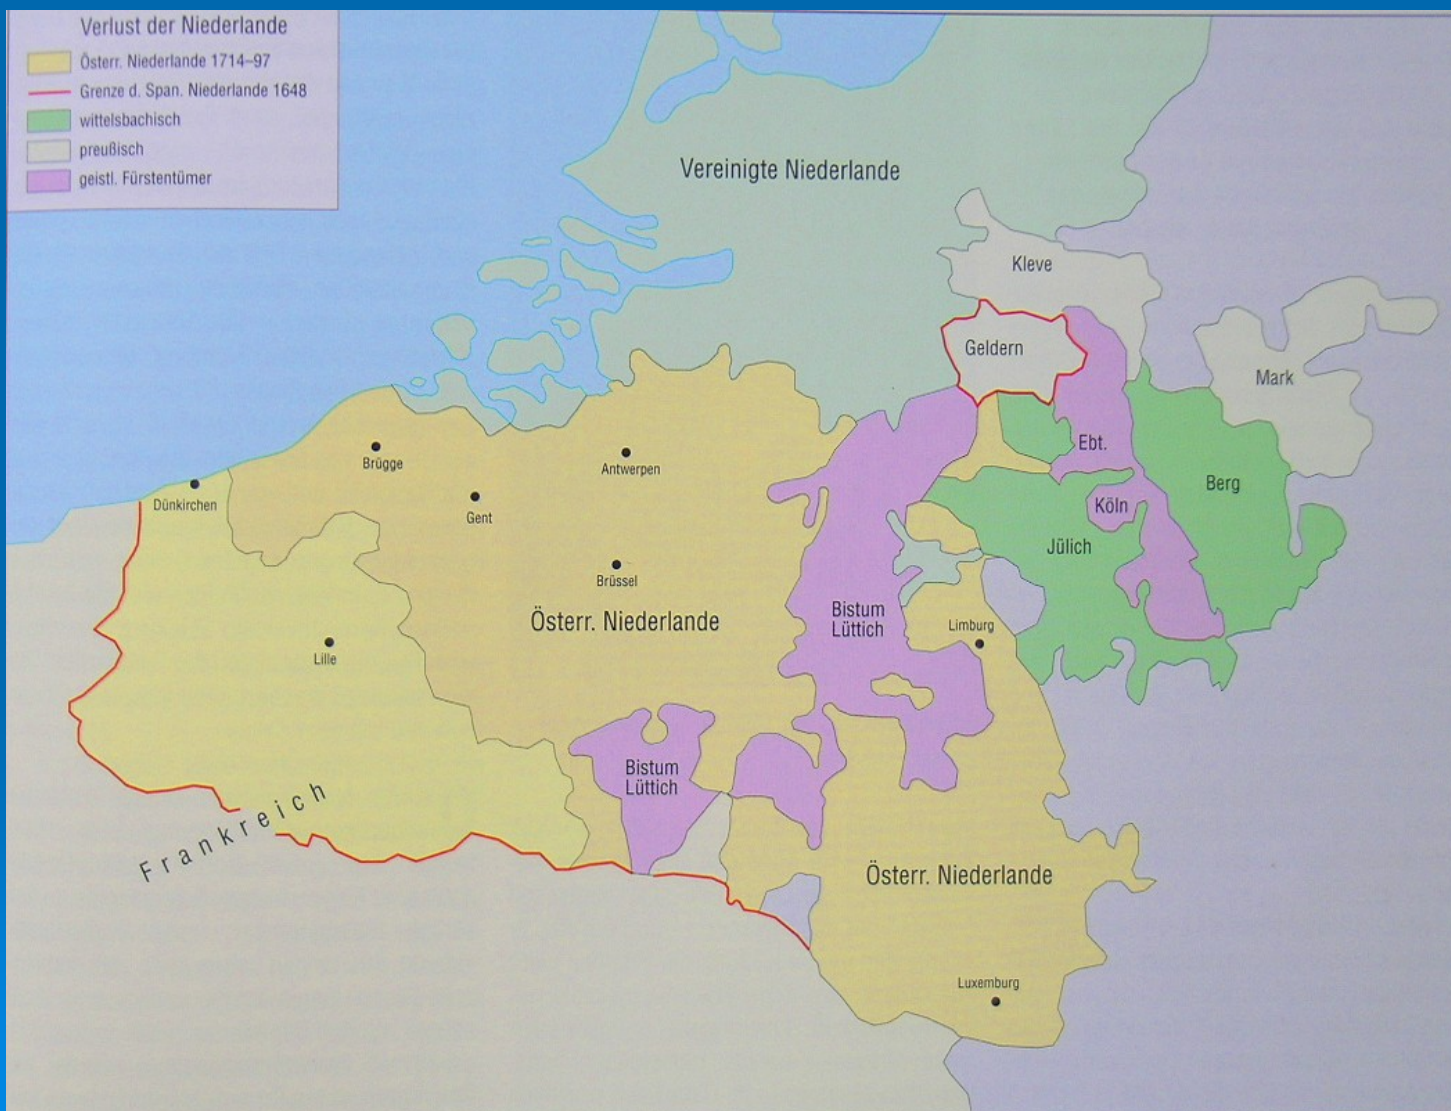 Verlust der Niederlande
Österr. Niederlande 1714–97
Grenze d. Span. Niederlande 1648
wittelsbachisch
preußisch
geistl. Fürstentümer
Vereinigte Niederlande
Kleve
Geldern
Mark
Ebt.
Köln
Berg
Jülich
Brügge
Antwerpen
Dünkirchen
Gent
Brüssel
Österr. Niederlande
Bistum
Lüttich
Limburg
Lille
Bistum
Lüttich
Frankreich
Österr. Niederlande
Luxemburg